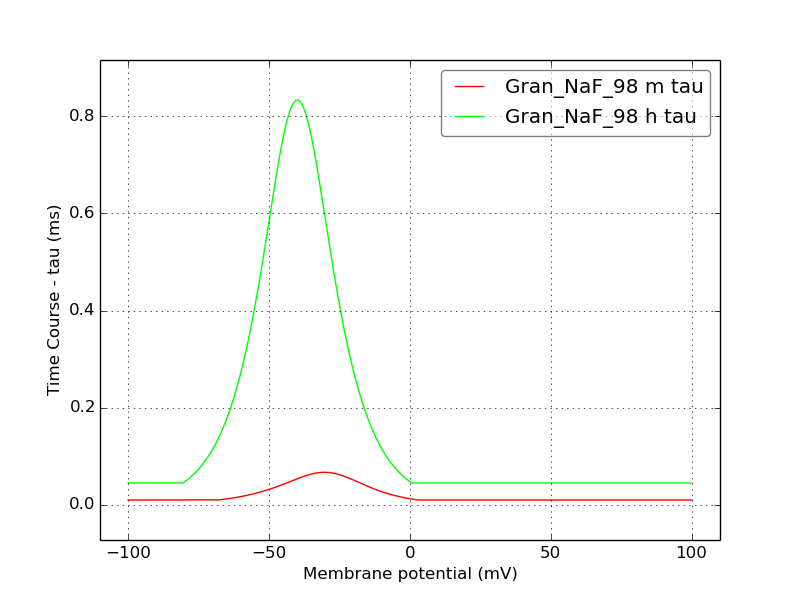 Gran_NaF_98 m tau
Gran_NaF_98 h tau
0.8
0.6
0.4
0.2
0.0
Time Course - tau (ms)
−100
−50
0
50
100
Membrane potential (mV)